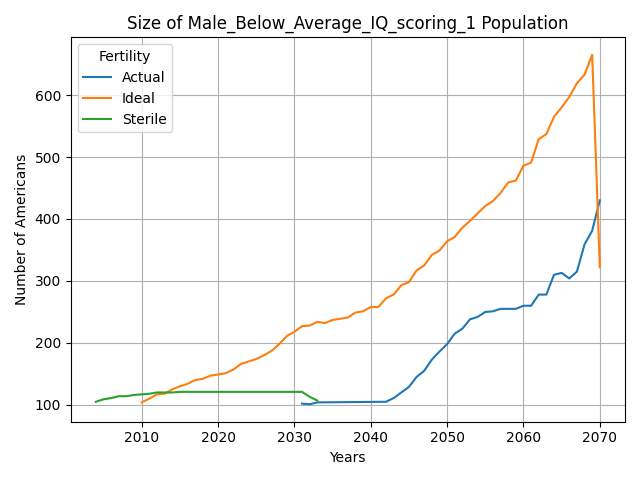 Size of Male_Below_Average_IQ_scoring_1 Population
Fertility
Actual
Ideal
Sterile
Number of Americans
600
500
400
300
200
100
2010 2020 2030 2040 2050 2060 2070
Years